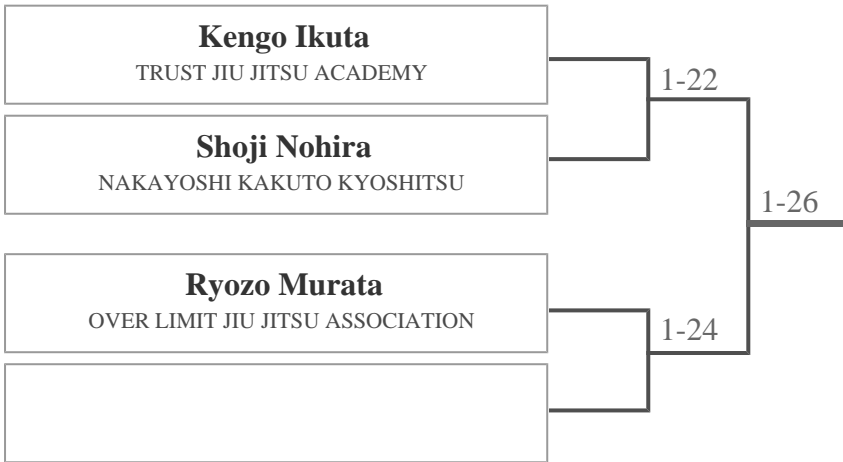 Kengo Ikuta
TRUST JIU JITSU ACADEMY
1-22
Shoji Nohira
NAKAYOSHI KAKUTO KYOSHITSU
1-26
Ryozo Murata
OVER LIMIT JIU JITSU ASSOCIATION
1-24